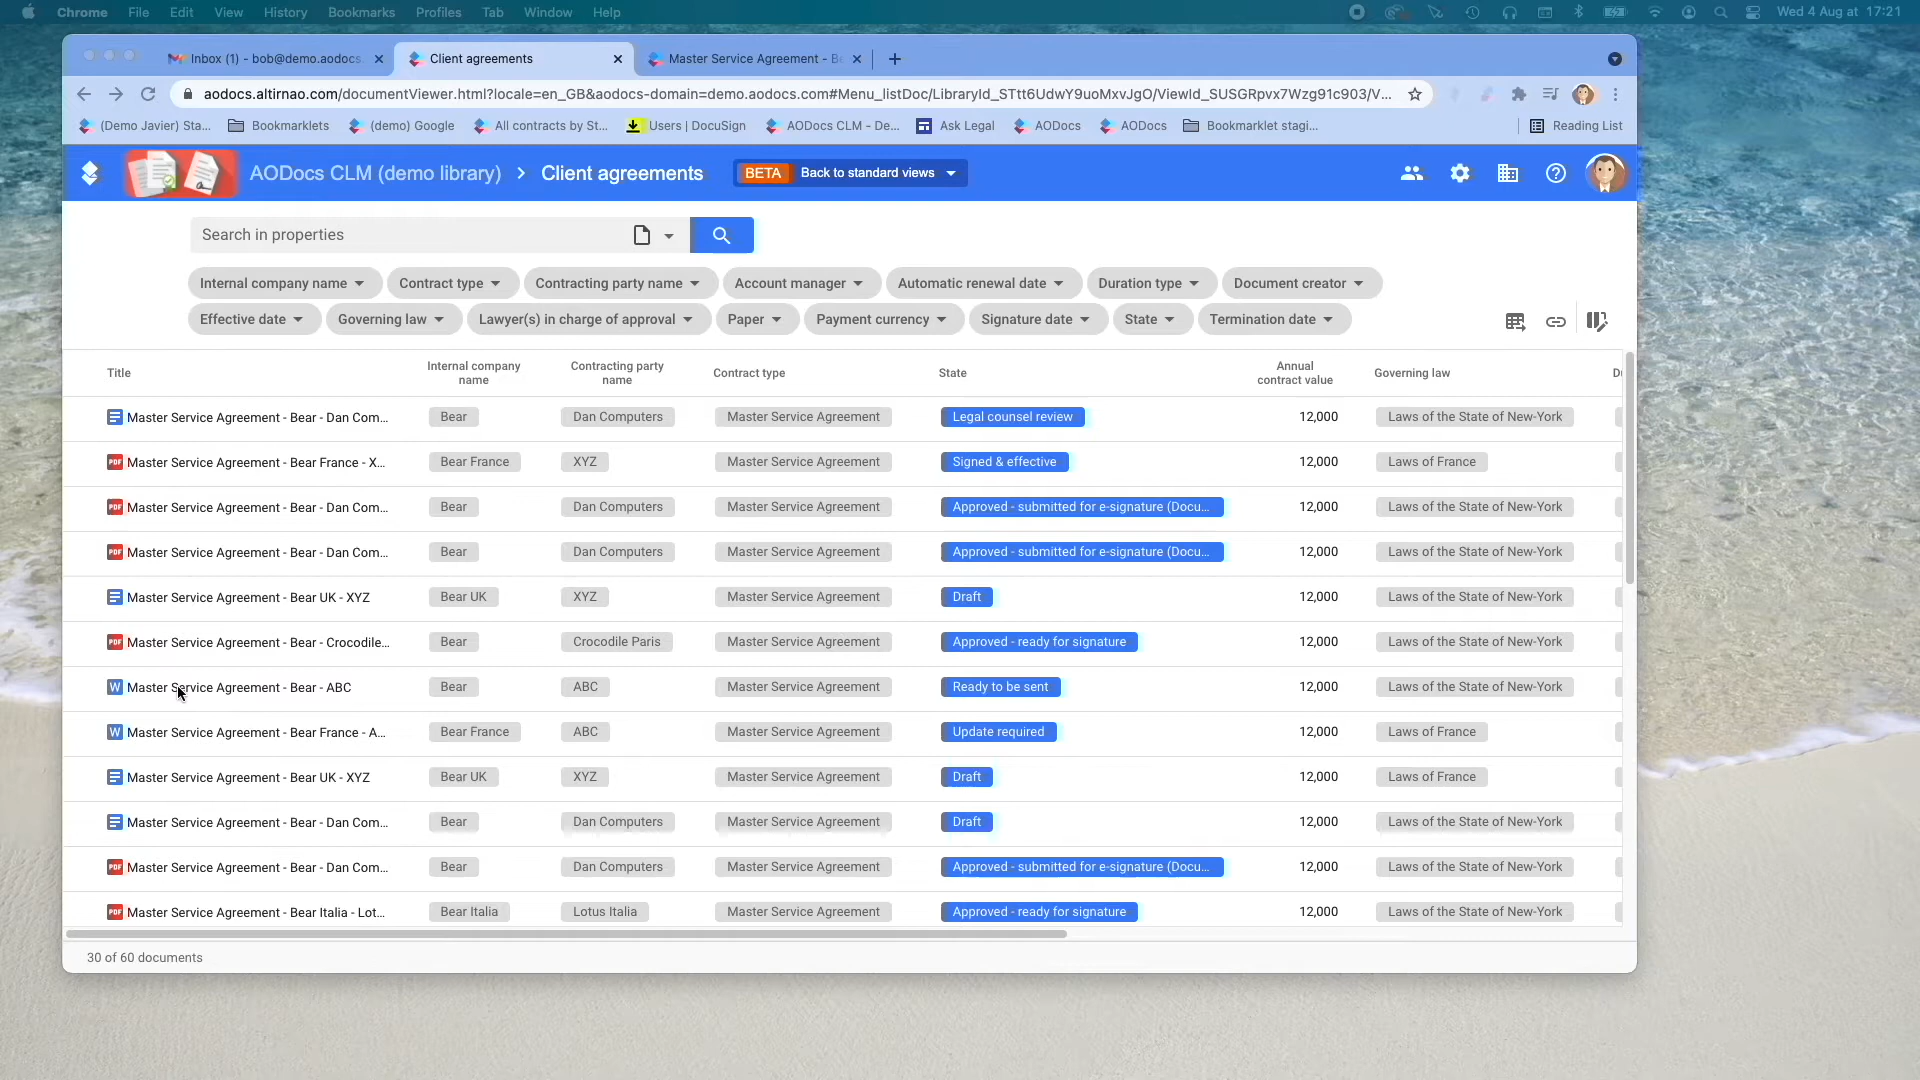 Chrome File Edit View History Bookmarks Profiles Tab Window Help Wed 4 Aug at 17:21
Inbox (1) - bob@demo.aodocs. Client agreements Master Service Agreement - Be
aodocs.altirnao.com/documentViewer.html?locale=en_GB&aodocs-domain=demo.aodocs.com#Menu_listDoc/LibraryId_STtt6UdwY9uoMxvJgO/ViewId_SUSGRpvx7Wzg91c903/V...
(Demo Javier) Sta... Bookmarklets (demo) Google All contracts by St... Users | DocuSign AODocs CLM - De... Ask Legal AODocs AODocs Bookmarklet stagi... Reading List
AODocs CLM (demo library) > Client agreements BETA Back to standard views
Search in properties
Internal company name Contract type Contracting party name Account manager Automatic renewal date Duration type Document creator
Effective date Governing law Lawyer(s) in charge of approval Paper Payment currency Signature date State Termination date
Title Internal company name Contracting party name Contract type State Annual contract value Governing law
Master Service Agreement - Bear - Dan Com... Bear Dan Computers Master Service Agreement Legal counsel review 12,000 Laws of the State of New-York
PDF Master Service Agreement - Bear France - X... Bear France XYZ Master Service Agreement Signed & effective 12,000 Laws of France
PDF Master Service Agreement - Bear - Dan Com... Bear Dan Computers Master Service Agreement Approved - submitted for e-signature (Docu... 12,000 Laws of the State of New-York
PDF Master Service Agreement - Bear - Dan Com... Bear Dan Computers Master Service Agreement Approved - submitted for e-signature (Docu... 12,000 Laws of the State of New-York
Master Service Agreement - Bear UK - XYZ Bear UK XYZ Master Service Agreement Draft 12,000 Laws of the State of New-York
PDF Master Service Agreement - Bear - Crocodile... Bear Crocodile Paris Master Service Agreement Approved - ready for signature 12,000 Laws of the State of New-York
W Master Service Agreement - Bear - ABC Bear ABC Master Service Agreement Ready to be sent 12,000 Laws of the State of New-York
W Master Service Agreement - Bear France - A... Bear France ABC Master Service Agreement Update required 12,000 Laws of France
Master Service Agreement - Bear UK - XYZ Bear UK XYZ Master Service Agreement Draft 12,000 Laws of France
Master Service Agreement - Bear - Dan Com... Bear Dan Computers Master Service Agreement Draft 12,000 Laws of the State of New-York
PDF Master Service Agreement - Bear - Dan Com... Bear Dan Computers Master Service Agreement Approved - submitted for e-signature (Docu... 12,000 Laws of the State of New-York
PDF Master Service Agreement - Bear Italia - Lot... Bear Italia Lotus Italia Master Service Agreement Approved - ready for signature 12,000 Laws of the State of New-York
30 of 60 documents